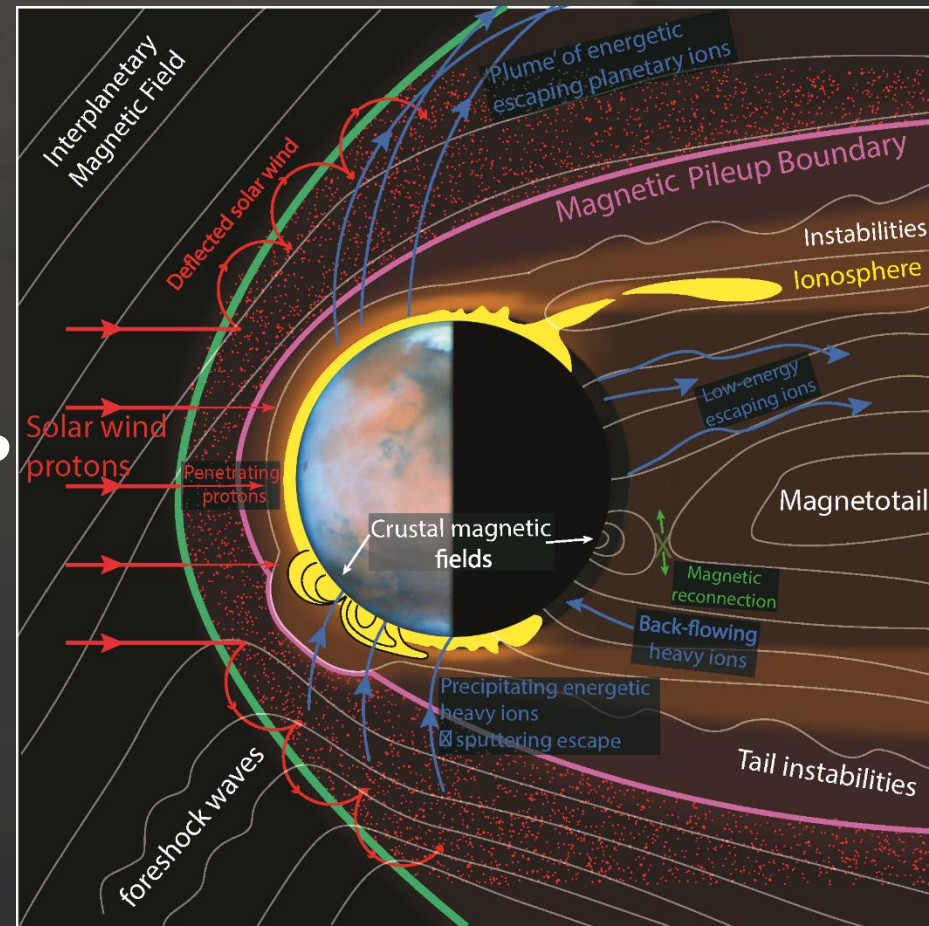 Interplanetary
Magnetic Field
'Plume' of energetic
escaping planetary ions
Deflected solar wind
Magnetic Pileup Boundary
Instabilities
Ionosphere
Low-energy
escaping ions
Solar wind
protons
Penetrating
protons
Magnetotail
Crustal magnetic
fields
Magnetic
reconnection
Back-flowing
heavy ions
Precipitating energetic
heavy ions
sputtering escape
Tail instabilities
foreshock waves